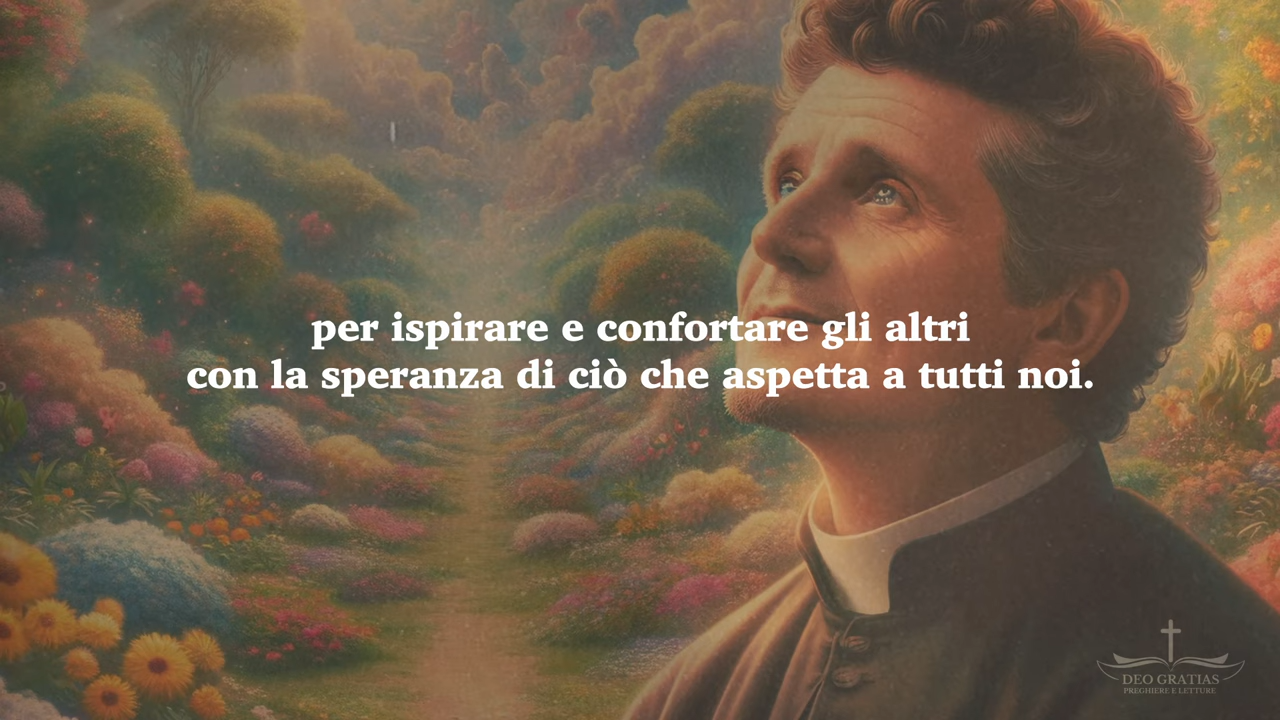 per ispirare e confortare gli altri
con la speranza di ciò che aspetta a tutti noi.
DEO GRATIAS
PREGHIERE E LETTURE